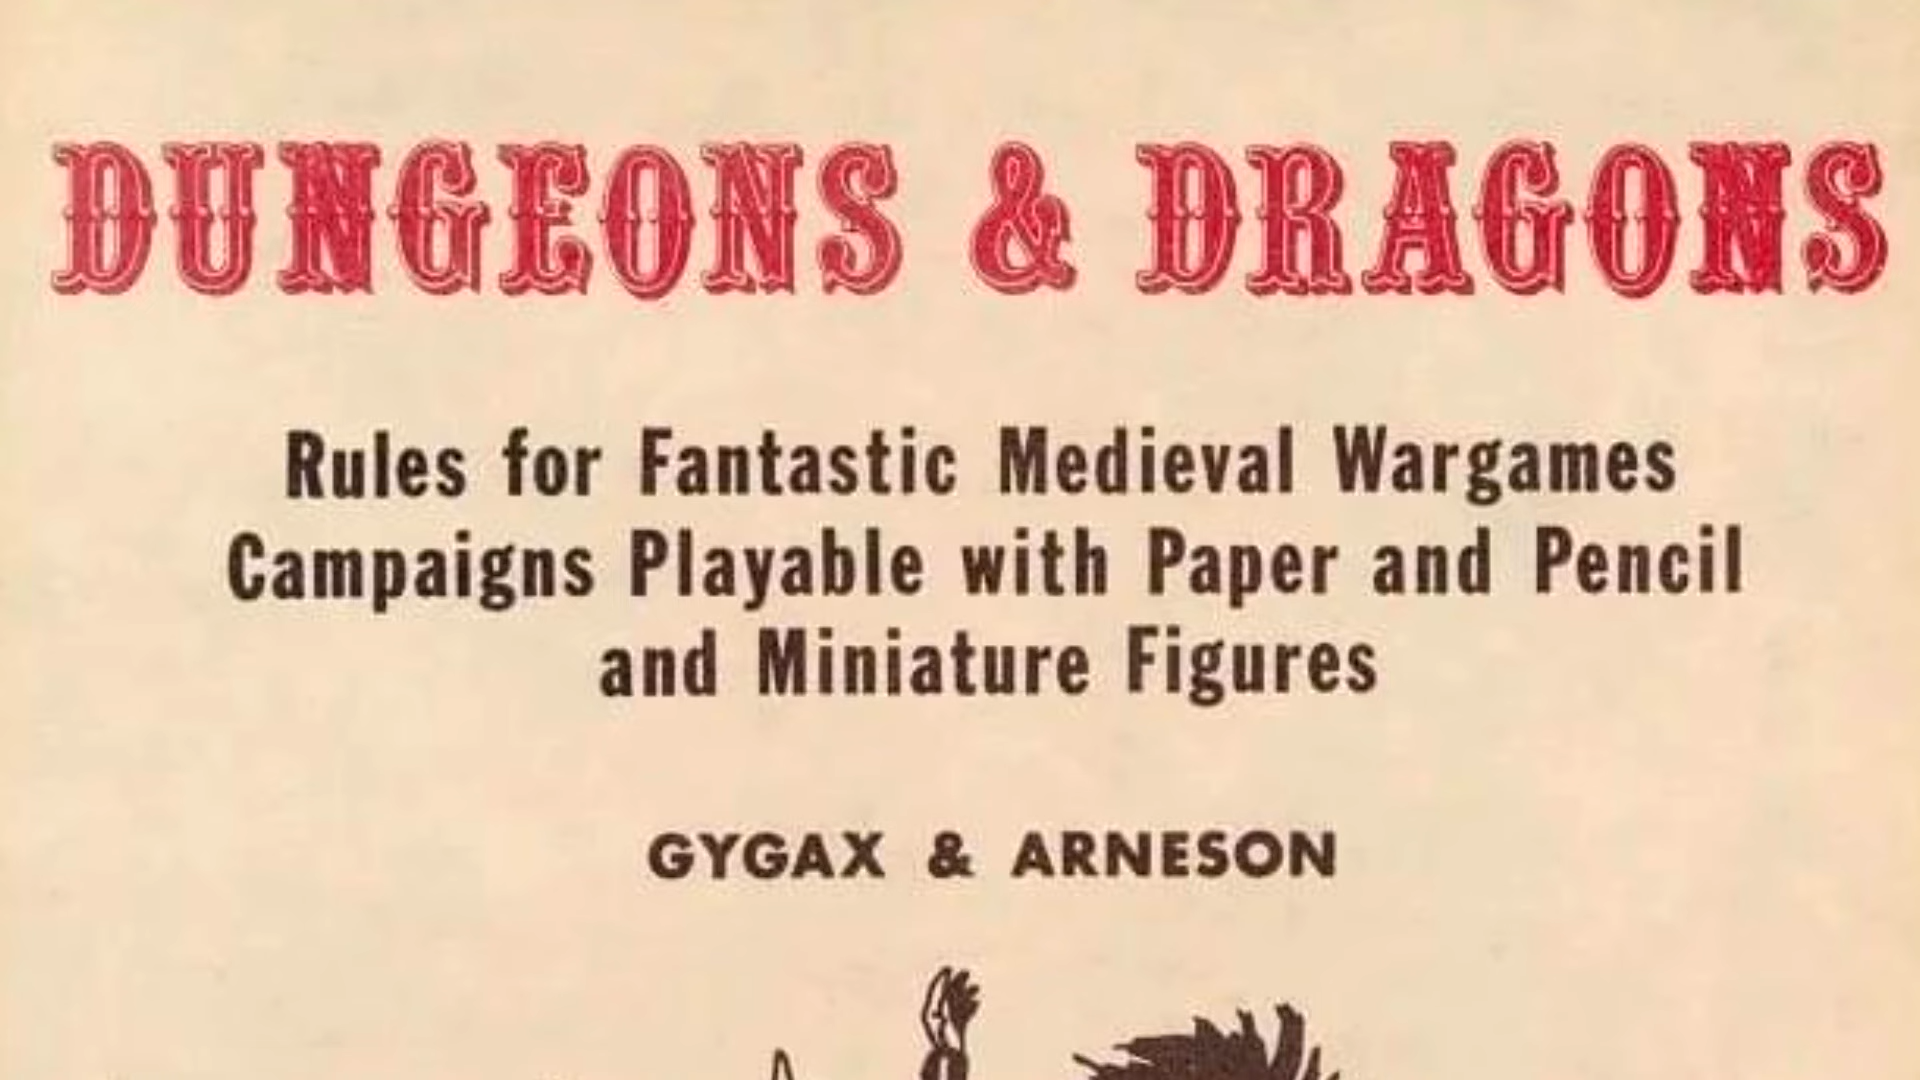 DUNGEONS & DRAGONS
Rules for Fantastic Medieval Wargames
Campaigns Playable with Paper and Pencil
and Miniature Figures
GYGAX & ARNESON